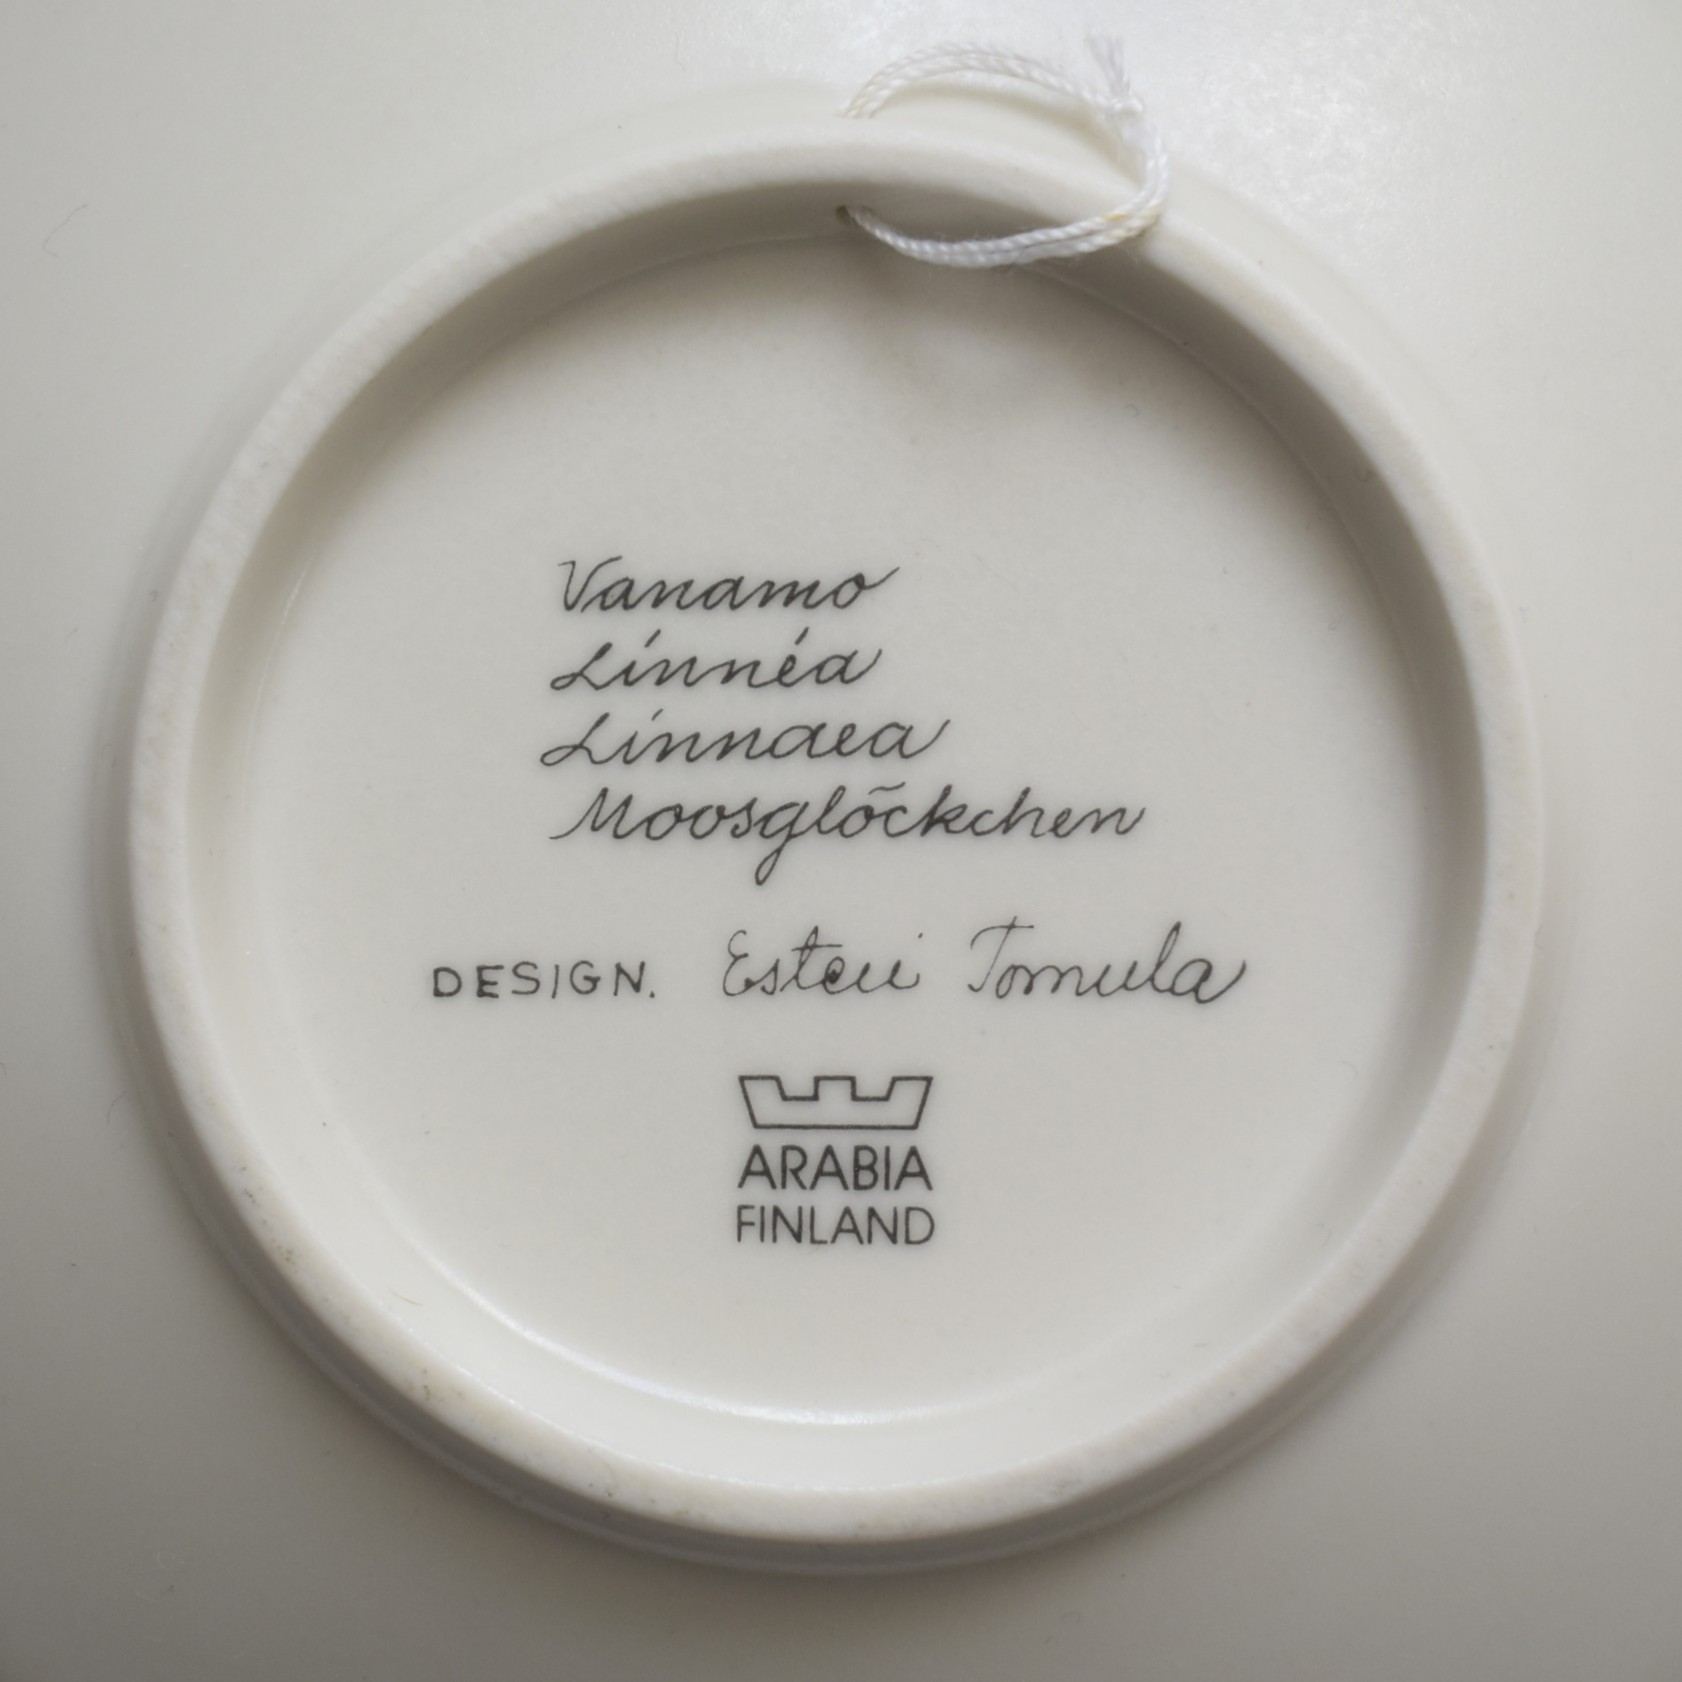 Vanamo
Linnéa
Linnaea
Moosglöckchen
DESIGN. Esteri Tomula
ARABIA
FINLAND